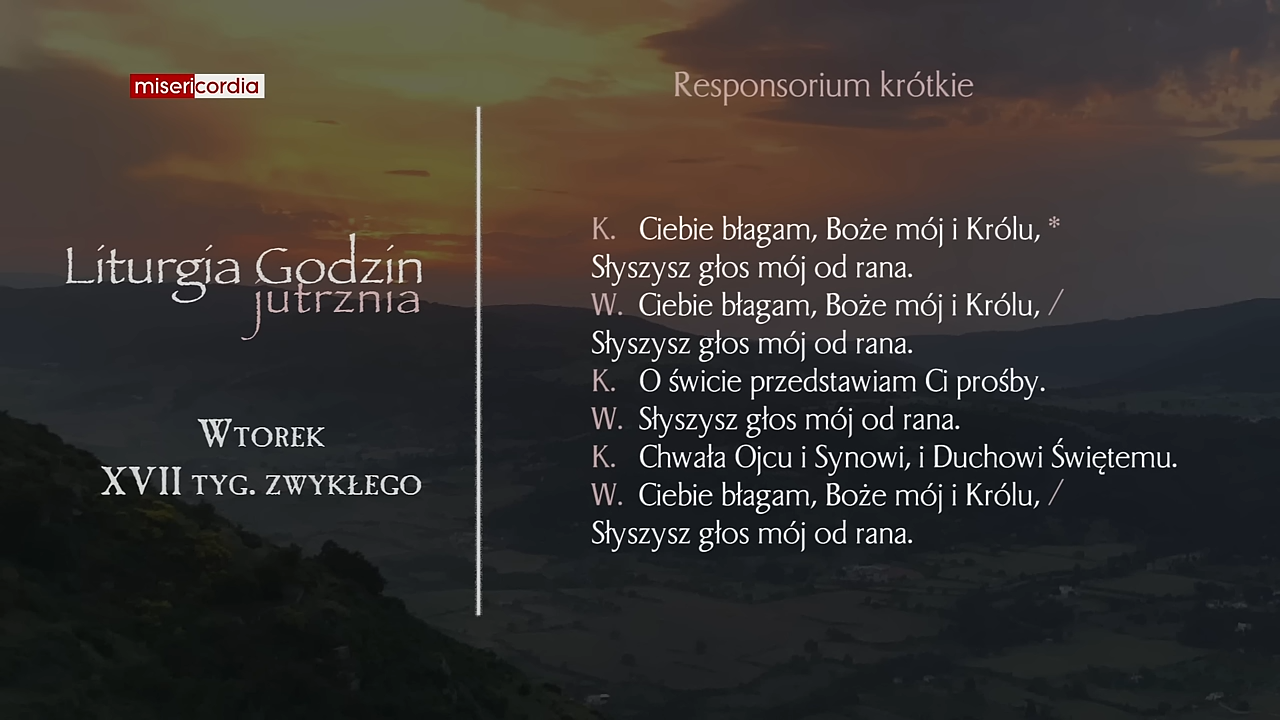 misericordia
Liturgia Godzin
jutrznia
Wtorek
XVII tyg. zwykłego
Responsorium krótkie
K. Ciebie błagam, Boże mój i Królu, *
Słyszysz głos mój od rana.
W. Ciebie błagam, Boże mój i Królu, /
Słyszysz głos mój od rana.
K. O świcie przedstawiam Ci prośby.
W. Słyszysz głos mój od rana.
K. Chwała Ojcu i Synowi, i Duchowi Świętemu.
W. Ciebie błagam, Boże mój i Królu, /
Słyszysz głos mój od rana.